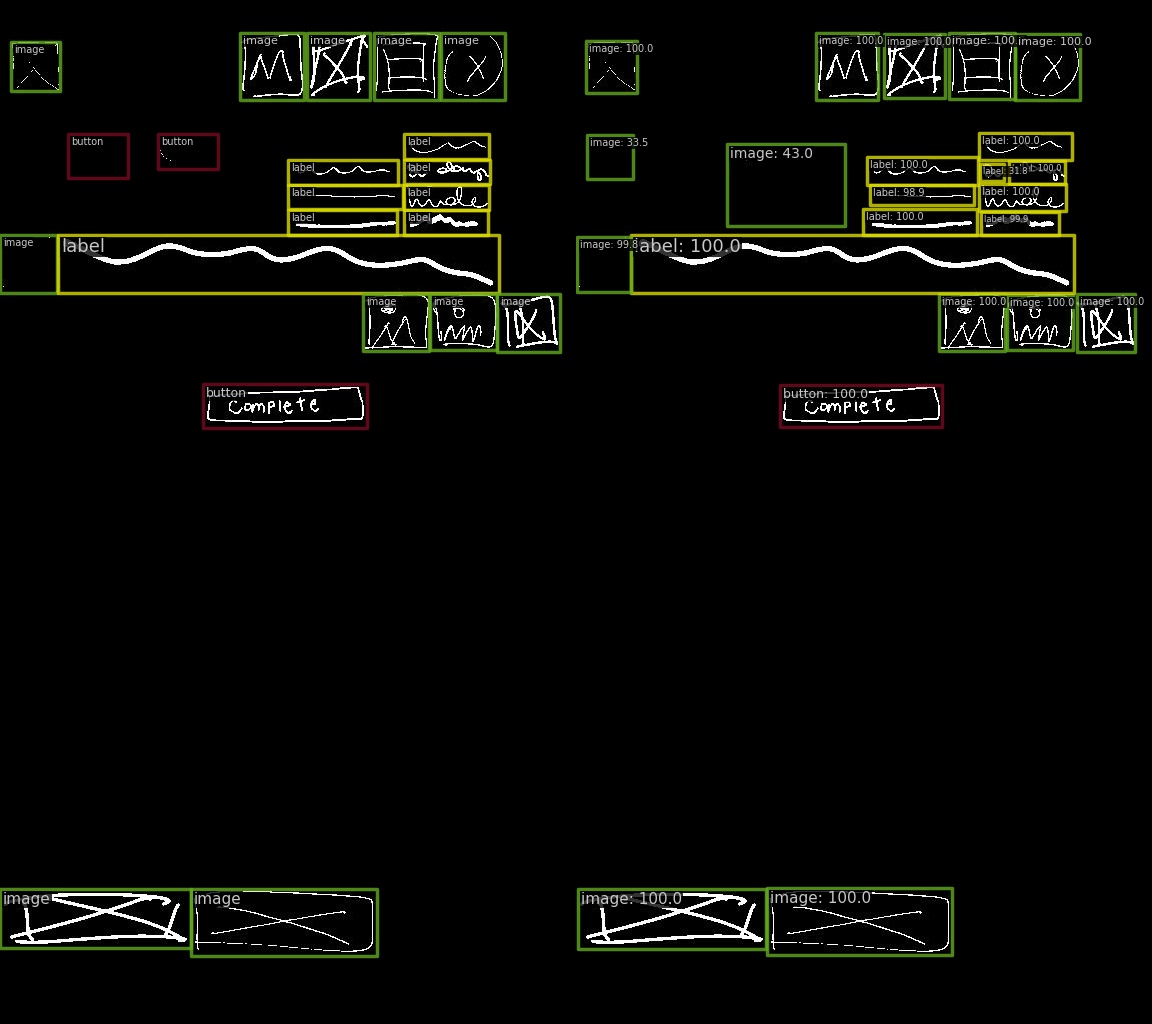 image image image image image image: 100.0 image: 100.0 image: 100.0 image: 100. image: 100.0
button button label image: 33.5 image: 43.0 label: 100.0
label label label: 100.0 label: 31.8 100.0
label label label: 98.9 label: 100.0
label label label: 100.0 label: 99.9
image label image: 99.8 abel: 100.0
image image image image: 100.0 image: 100.0 image: 100.0
button button: 100.0
Complete Complete
image image image: 100.0 image: 100.0